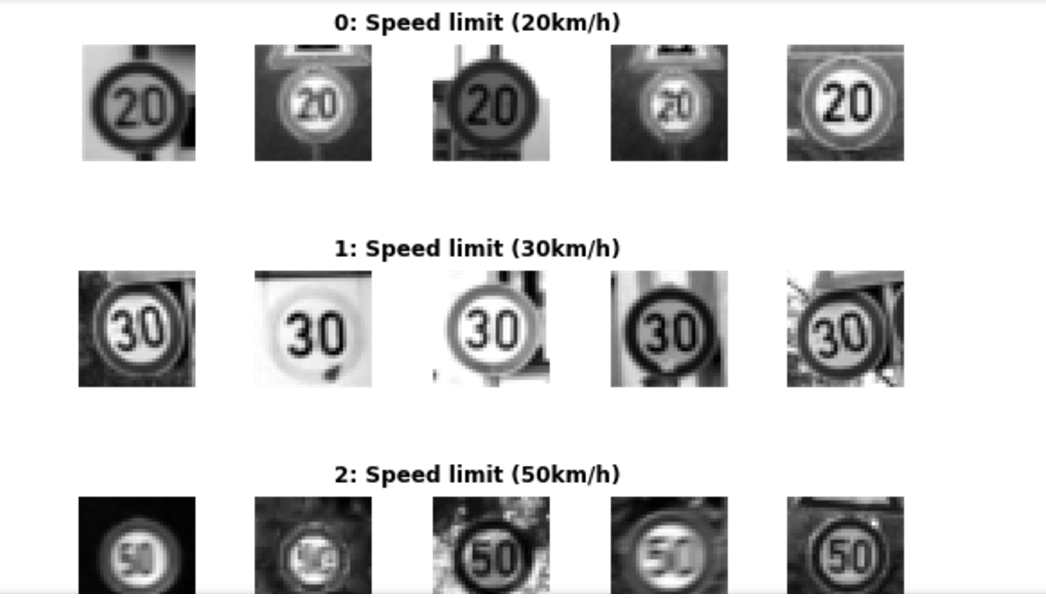 0: Speed limit (20km/h)
20 20 20 20 20
1: Speed limit (30km/h)
30 30 30 30 30
2: Speed limit (50km/h)
50 50 50 50 50